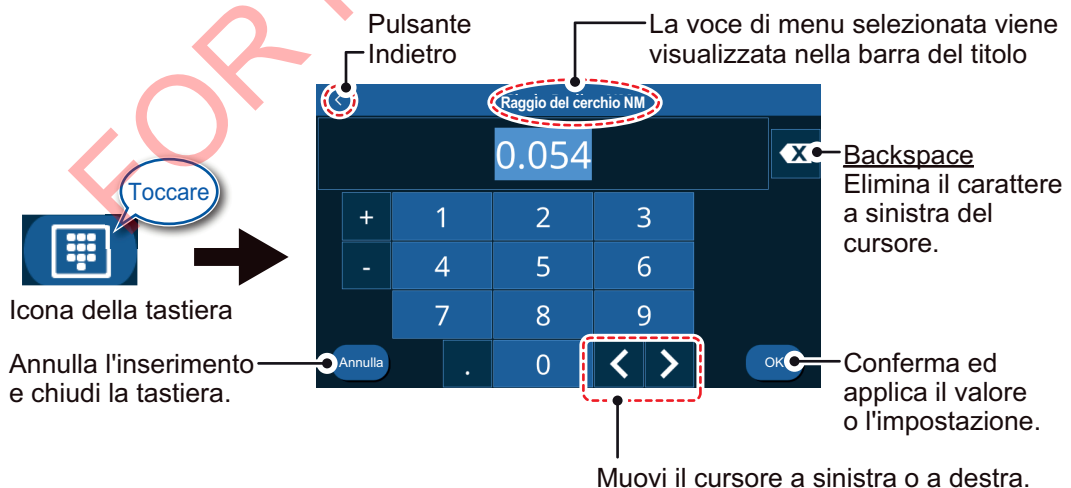 Pulsante
Indietro
La voce di menu selezionata viene
visualizzata nella barra del titolo
Raggio del cerchio NM
0.054
X
Backspace
Elimina il carattere
a sinistra del
cursore.
Toccare
+ 1 2 3
- 4 5 6
7 8 9
Icona della tastiera
Annulla l'inserimento
e chiudi la tastiera.
Annulla . 0 < > OK
Conferma ed
applica il valore
o l'impostazione.
Muovi il cursore a sinistra o a destra.
FOR